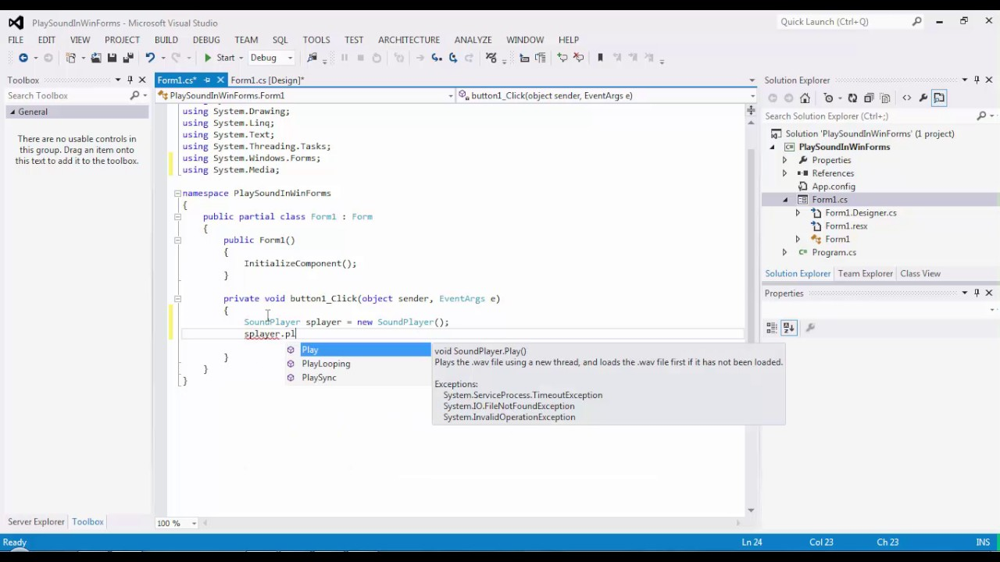 PlaySoundInWinForms - Microsoft Visual Studio
Quick Launch (Ctrl+Q)
FILE EDIT VIEW PROJECT BUILD DEBUG TEAM SQL TOOLS TEST ARCHITECTURE ANALYZE WINDOW HELP
Start Debug
Toolbox
Search Toolbox
General
There are no usable controls in
this group. Drag an item onto
this text to add it to the toolbox.
Server Explorer Toolbox
Form1.cs* Form1.cs [Design]*
PlaySoundInWinForms.Form1 button1_Click(object sender, EventArgs e)
using System.Drawing;
using System.Linq;
using System.Text;
using System.Threading.Tasks;
using System.Windows.Forms;
using System.Media;
namespace PlaySoundInWinForms
{
public partial class Form1 : Form
{
public Form1()
{
InitializeComponent();
}
private void button1_Click(object sender, EventArgs e)
{
SoundPlayer splayer = new SoundPlayer();
splayer.pl
}
}
}
Play
PlayLooping
PlaySync
void SoundPlayer.Play()
Plays the .wav file using a new thread, and loads the .wav file first if it has not been loaded.
Exceptions:
System.ServiceProcess.TimeoutException
System.IO.FileNotFoundException
System.InvalidOperationException
100 %
Solution Explorer
Search Solution Explorer (Ctrl+;)
Solution 'PlaySoundInWinForms' (1 project)
PlaySoundInWinForms
Properties
References
App.config
Form1.cs
Form1.Designer.cs
Form1.resx
Form1
Program.cs
Solution Explorer Team Explorer Class View
Properties
Ready Ln 24 Col 23 Ch 23 INS